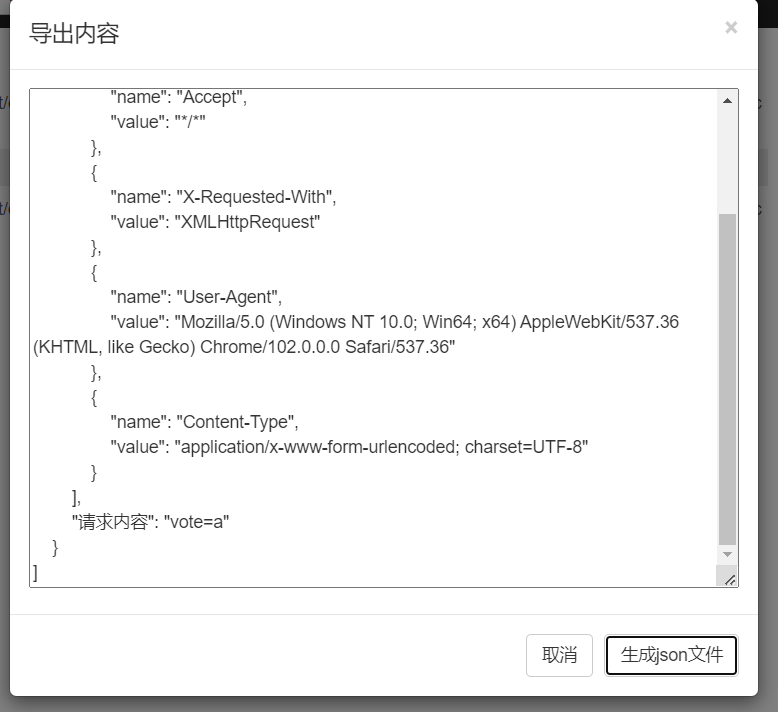 导出内容
×
"name": "Accept",
"value": "*/*"
},
{
"name": "X-Requested-With",
"value": "XMLHttpRequest"
},
{
"name": "User-Agent",
"value": "Mozilla/5.0 (Windows NT 10.0; Win64; x64) AppleWebKit/537.36
(KHTML, like Gecko) Chrome/102.0.0.0 Safari/537.36"
},
{
"name": "Content-Type",
"value": "application/x-www-form-urlencoded; charset=UTF-8"
}
],
"请求内容": "vote=a"
}
]
取消
生成json文件